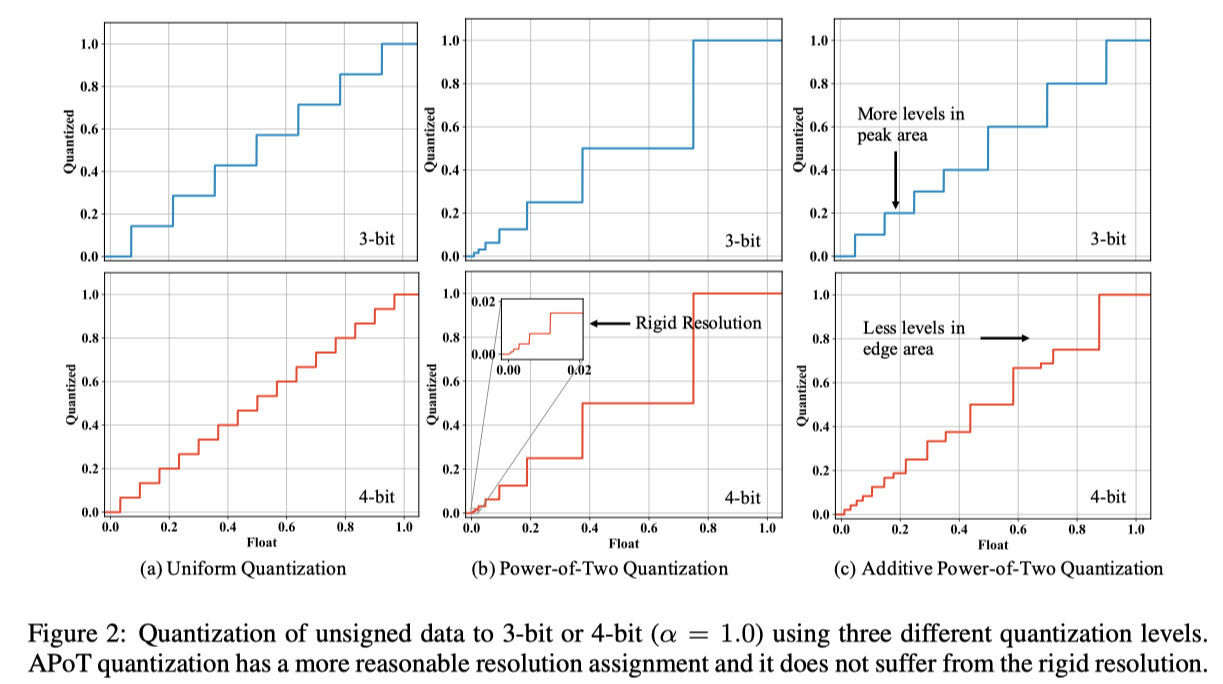 1.0
0.8
0.6
0.4
0.2
0.0
Quantized
3-bit
1.0
0.8
0.6
0.4
0.2
0.0
Quantized
3-bit
1.0
0.8
0.6
0.4
0.2
0.0
Quantized
More levels in
peak area
3-bit
1.0
0.8
0.6
0.4
0.2
0.0
Quantized
4-bit
0.0 0.2 0.4 0.6 0.8 1.0
Float
1.0
0.8
0.6
0.4
0.2
0.0
Quantized
0.02
0.00
0.00 0.02
Rigid Resolution
4-bit
0.0 0.2 0.4 0.6 0.8 1.0
Float
1.0
0.8
0.6
0.4
0.2
0.0
Quantized
Less levels in
edge area
4-bit
0.0 0.2 0.4 0.6 0.8 1.0
Float
(a) Uniform Quantization
(b) Power-of-Two Quantization
(c) Additive Power-of-Two Quantization
Figure 2: Quantization of unsigned data to 3-bit or 4-bit (α = 1.0) using three different quantization levels.
APoT quantization has a more reasonable resolution assignment and it does not suffer from the rigid resolution.